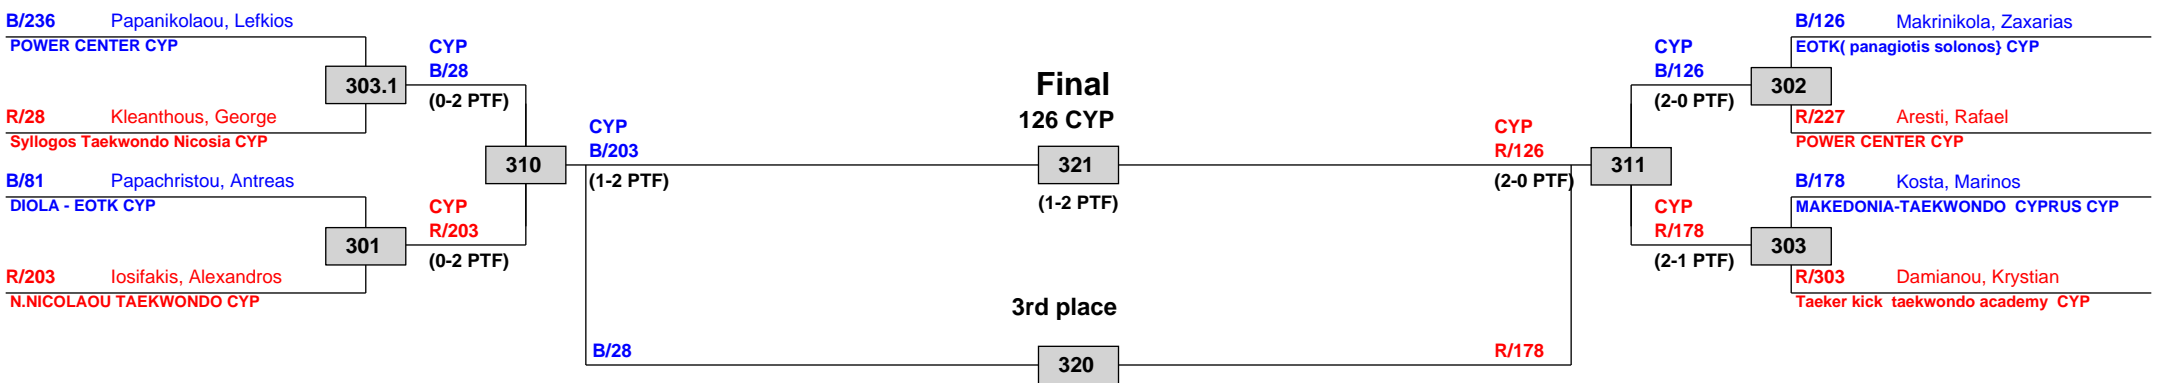 B/236 Papanikolaou, Lefkios
POWER CENTER CYP
303.1
R/28 Kleanthous, George
Syllogos Taekwondo Nicosia CYP
B/81 Papachristou, Antreas
DIOLA - EOTK CYP
301
R/203 Iosifakis, Alexandros
N.NICOLAOU TAEKWONDO CYP
CYP
B/28
(0-2 PTF)
310
CYP
R/203
(0-2 PTF)
CYP
B/203
(1-2 PTF)
Final
126 CYP
321
(1-2 PTF)
3rd place
B/28
320
R/178
CYP
R/126
(2-0 PTF)
311
CYP
B/126
(2-0 PTF)
CYP
R/178
(2-1 PTF)
B/126 Makrinikola, Zaxarias
EOTK( panagiotis solonos} CYP
302
R/227 Aresti, Rafael
POWER CENTER CYP
B/178 Kosta, Marinos
MAKEDONIA-TAEKWONDO  CYPRUS CYP
303
R/303 Damianou, Krystian
Taeker kick  taekwondo academy  CYP